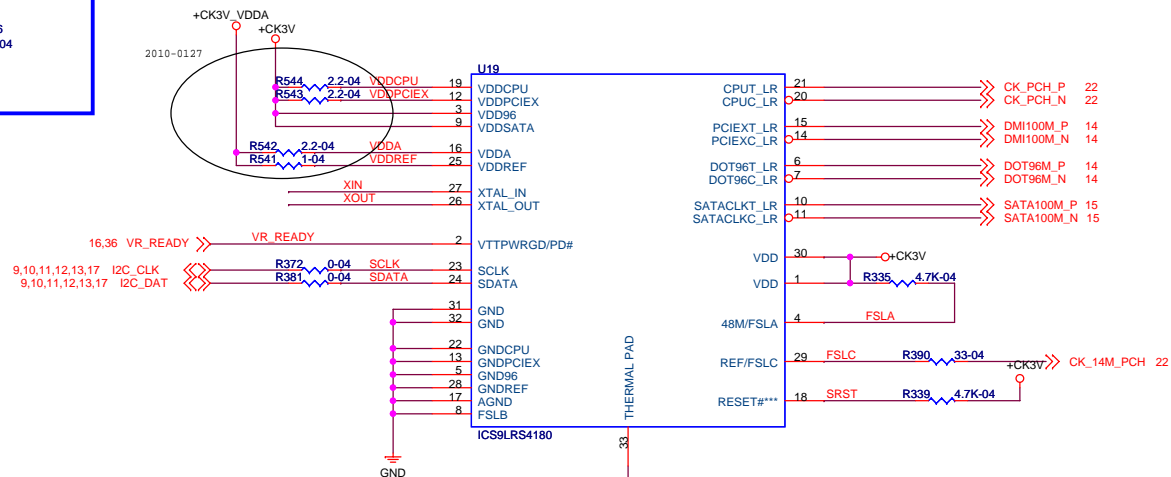 6
04
+CK3V_VDDA
+CK3V
2010-0127
U19
R544 2.2-04 VDDCPU 19 VDDCPU
R543 2.2-04 VDDPCIEX 12 VDDPCIEX
3 VDD96
9 VDDSATA
R542 2.2-04 VDDA 16 VDDA
R541 1-04 VDDREF 25 VDDREF
XIN 27 XTAL_IN
XOUT 26 XTAL_OUT
16,36 VR_READY VR_READY 2 VTTPWRGD/PD#
9,10,11,12,13,17 I2C_CLK R372 0-04 SCLK 23 SCLK
9,10,11,12,13,17 I2C_DAT R381 0-04 SDATA 24 SDATA
31 GND
32 GND
22 GNDCPU
13 GNDPCIEX
5 GND96
28 GNDREF
17 AGND
8 FSLB
GND
CPUT_LR 21 CK_PCH_P 22
CPUC_LR 20 CK_PCH_N 22
PCIEXT_LR 15 DMI100M_P 14
PCIEXC_LR 14 DMI100M_N 14
DOT96T_LR 6 DOT96M_P 14
DOT96C_LR 7 DOT96M_N 14
SATACLKT_LR 10 SATA100M_P 15
SATACLKC_LR 11 SATA100M_N 15
VDD 30 +CK3V
VDD 1 R335 4.7K-04
48M/FSLA 4 FSLA
REF/FSLC 29 FSLC R390 33-04 CK_14M_PCH 22
+CK3V
RESET#*** 18 SRST R339 4.7K-04
THERMAL PAD
33
ICS9LRS4180